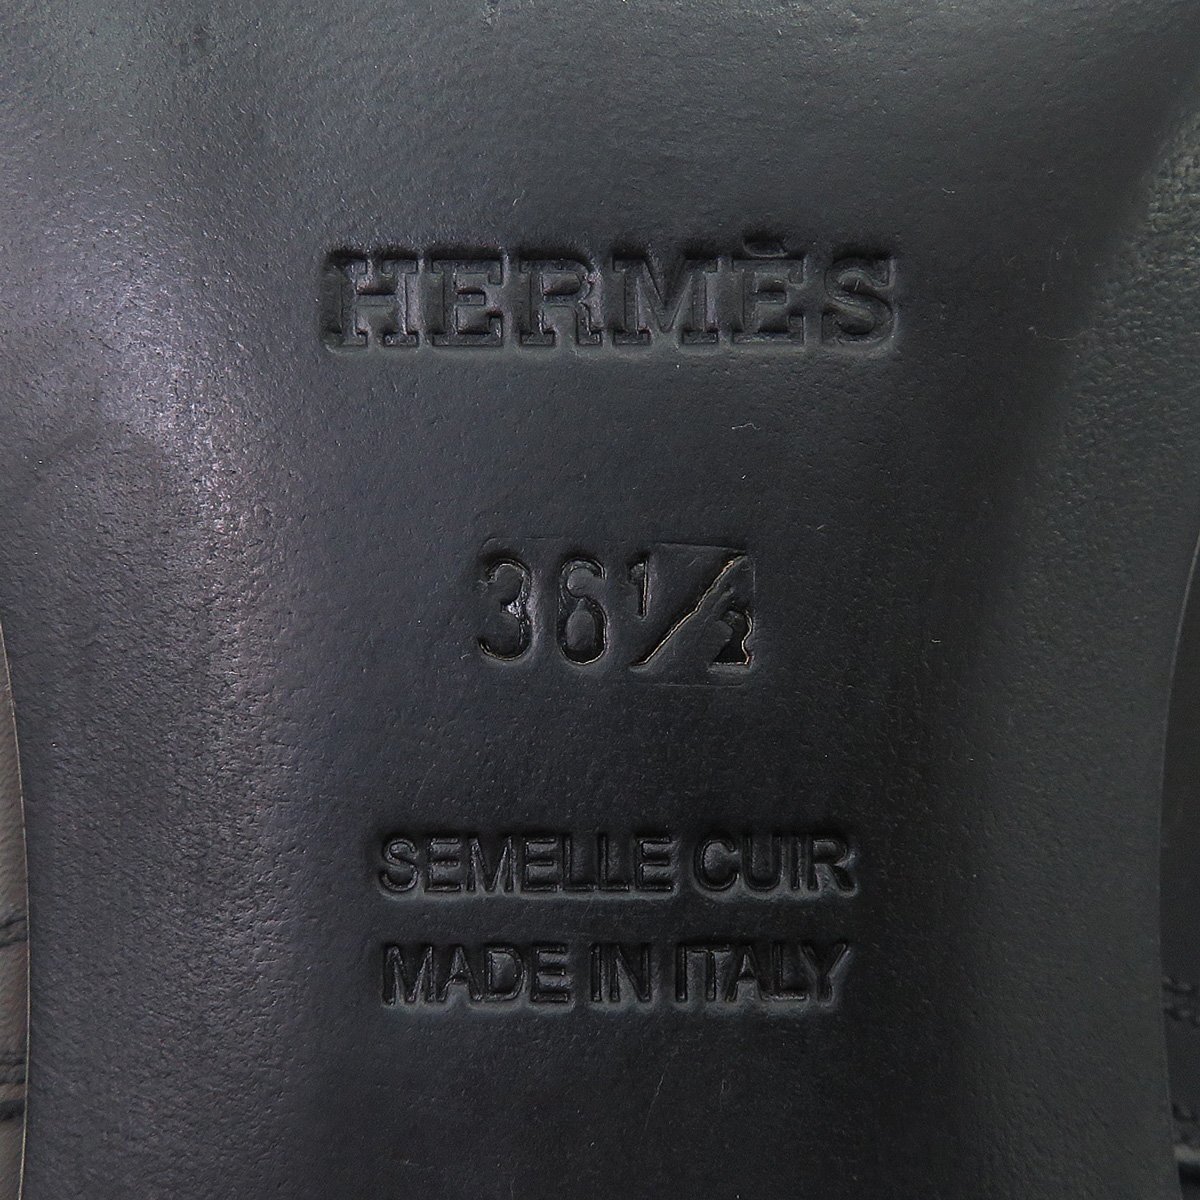 HERMÈS
36½
SEMELLE CUIR
MADE IN ITALY